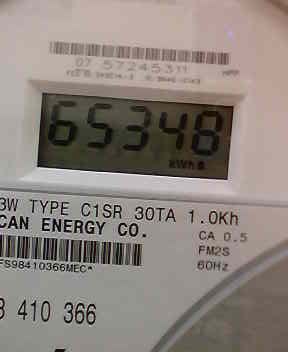 07 57245311
65348
kWh
3W TYPE C1SR 30TA 1.0Kh
CAN ENERGY CO.
CA 0.5
FM2S
60Hz
FS98410366MEC*
8 410 366